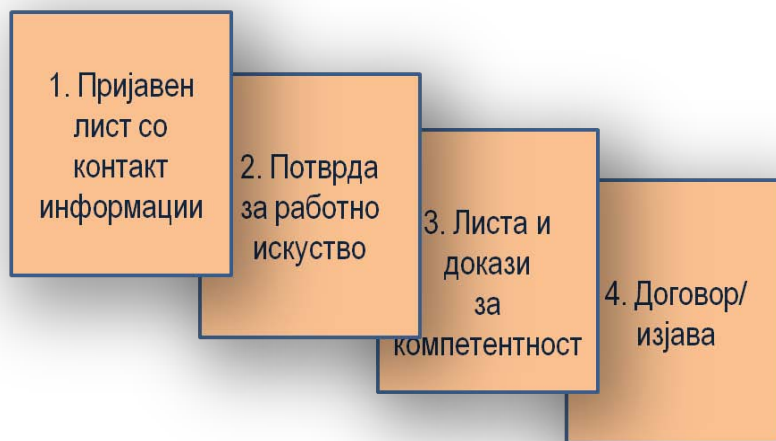 1. Пријавен
лист со
контакт
информации
2. Потврда
за работно
искуство
3. Листа и
докази
за
компетентност
4. Договор/
изјава